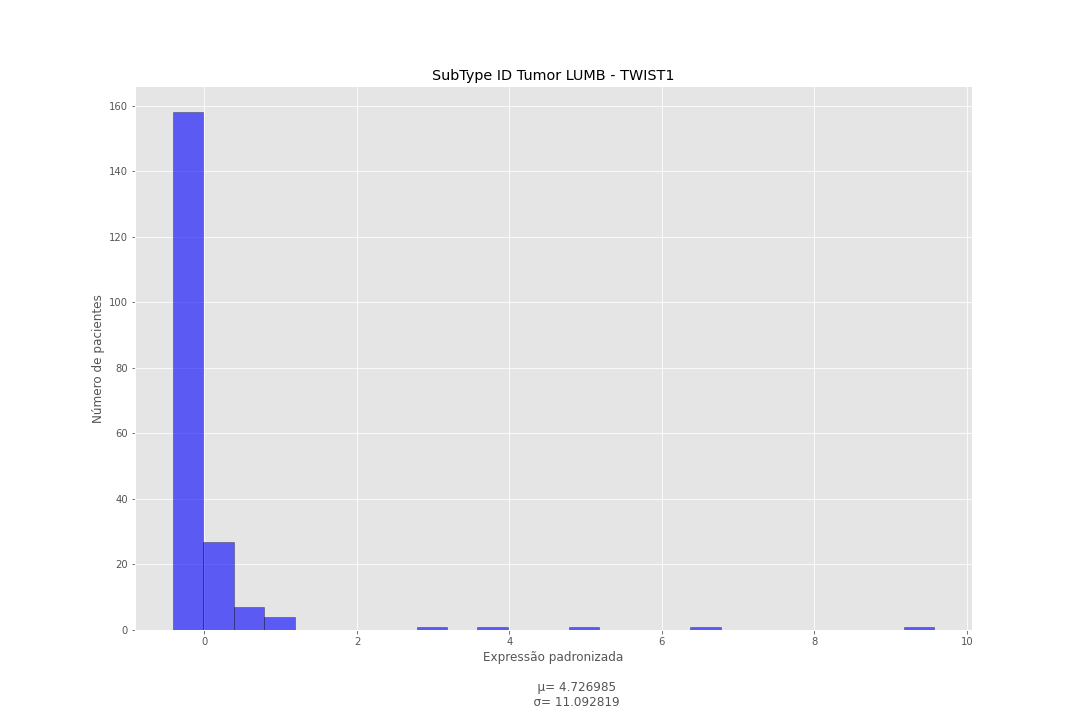 SubType ID Tumor LUMB - TWIST1
160
140
120
100
80
60
40
20
0
Número de pacientes
0 2 4 6 8 10
Expressão padronizada
μ= 4.726985
σ= 11.092819